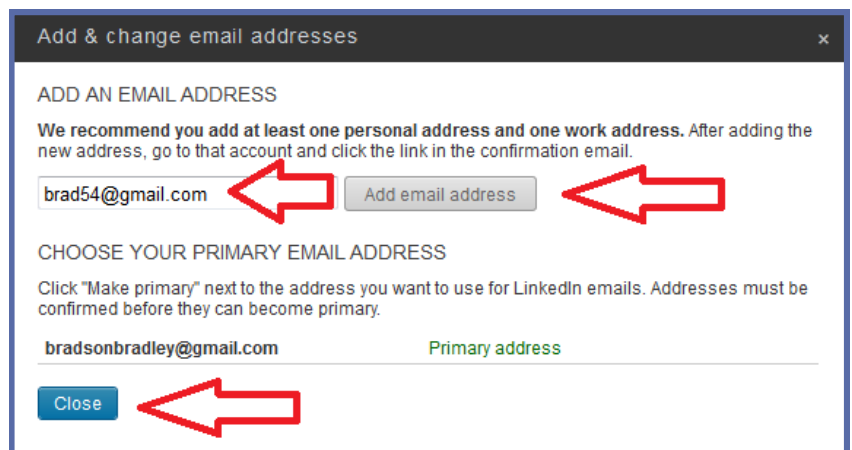 Add & change email addresses ×
ADD AN EMAIL ADDRESS
We recommend you add at least one personal address and one work address. After adding the
new address, go to that account and click the link in the confirmation email.
brad54@gmail.com Add email address
CHOOSE YOUR PRIMARY EMAIL ADDRESS
Click "Make primary" next to the address you want to use for LinkedIn emails. Addresses must be
confirmed before they can become primary.
bradsonbradley@gmail.com Primary address
Close